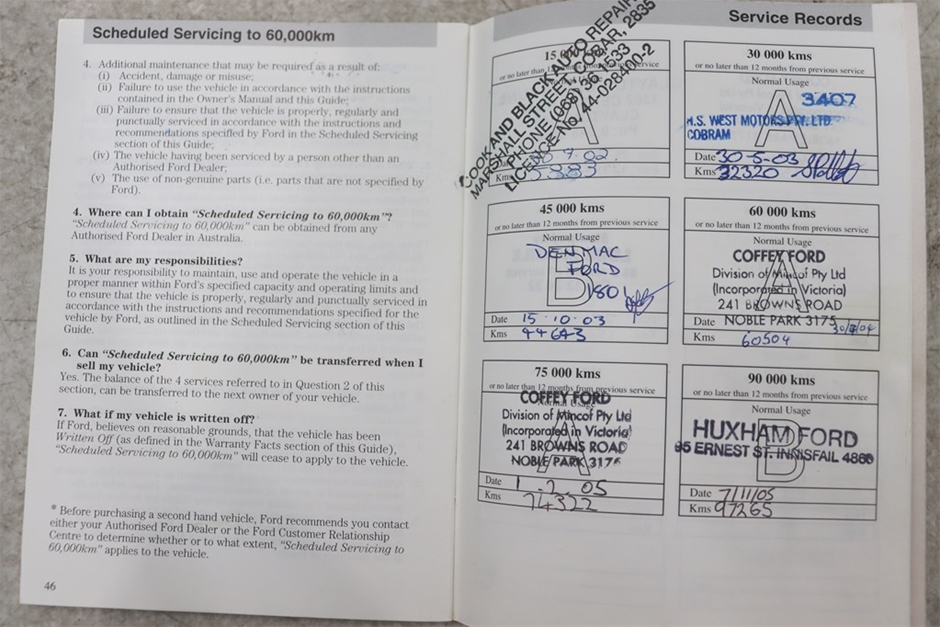 Scheduled Servicing to 60,000km
4. Additional maintenance that may be required as a result of:
(i) Accident, damage or misuse;
(ii) Failure to use the vehicle in accordance with the instructions
contained in the Owner's Manual and this Guide;
(iii) Failure to ensure that the vehicle is properly, regularly and
punctually serviced in accordance with the instructions and
recommendations specified by Ford in the Scheduled Servicing
section of this Guide;
(iv) The vehicle having been serviced by a person other than an
Authorised Ford Dealer;
(v) The use of non-genuine parts (i.e. parts that are not specified by
Ford).
4. Where can I obtain "Scheduled Servicing to 60,000km"?
"Scheduled Servicing to 60,000km" can be obtained from any
Authorised Ford Dealer in Australia.
5. What are my responsibilities?
It is your responsibility to maintain, use and operate the vehicle in a
proper manner within Ford's specified capacity and operating limits and
to ensure that the vehicle is properly, regularly and punctually serviced in
accordance with the instructions and recommendations specified for the
vehicle by Ford, as outlined in the Scheduled Servicing section of this
Guide.
6. Can "Scheduled Servicing to 60,000km" be transferred when I
sell my vehicle?
Yes. The balance of the 4 services referred to in Question 2 of this
section, can be transferred to the next owner of your vehicle.
7. What if my vehicle is written off?
If Ford, believes on reasonable grounds, that the vehicle has been
Written Off (as defined in the Warranty Facts section of this Guide),
"Scheduled Servicing to 60,000km" will cease to apply to the vehicle.
* Before purchasing a second hand vehicle, Ford recommends you contact
either your Authorised Ford Dealer or the Ford Customer Relationship
Centre to determine whether or to what extent, "Scheduled Servicing to
60,000km" applies to the vehicle.
46
Service Records
or no later than 12
COOK AND BLACK AUTO REPAIR
MARSHALL STREET, COBAR, 2835
PHONE (068) 36
LICENCE No. 44-02840
A
7.02
Kms
30 000 kms
or no later than 12 months from previous service
Normal Usage
A
3407
H.S. WEST MOTORS PTY. LTD.
COBRAM
Date 30-5-03
Kms 32320
45 000 kms
or no later than 12 months from previous service
Normal Usage
B
DENMAC
FORD
Date 15.10.03
Kms 44643
60 000 kms
or no later than 12 months from previous service
Normal Usage
A
COFFEY FORD
Division of Mincof Pty Ltd
(Incorporated in Victoria)
241 BROWNS ROAD
Date NOBLE PARK 3175
Kms 60504
75 000 kms
or no later than 12 months from previous service
Normal Usage
A
COFFEY FORD
Division of Mincof Pty Ltd
(Incorporated in Victoria)
241 BROWNS ROAD
NOBLE PARK
Date 1-2 05
Kms 74322
90 000 kms
or no later than 12 months from previous service
Normal Usage
B
HUXHAM FORD
95 ERNEST ST. INNISFAIL 4860
Date 7/11/05
Kms 97265